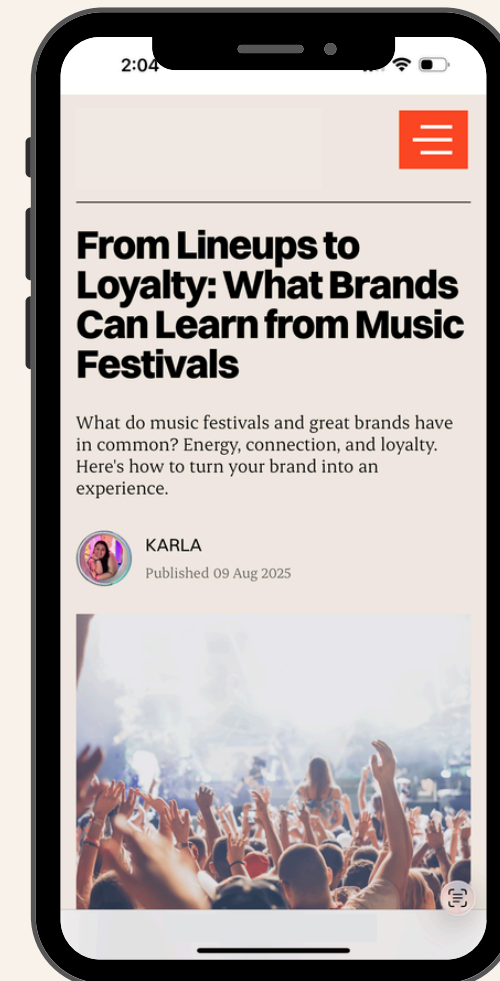 2:04
From Lineups to
Loyalty: What Brands
Can Learn from Music
Festivals
What do music festivals and great brands have
in common? Energy, connection, and loyalty.
Here's how to turn your brand into an
experience.
KARLA
Published 09 Aug 2025